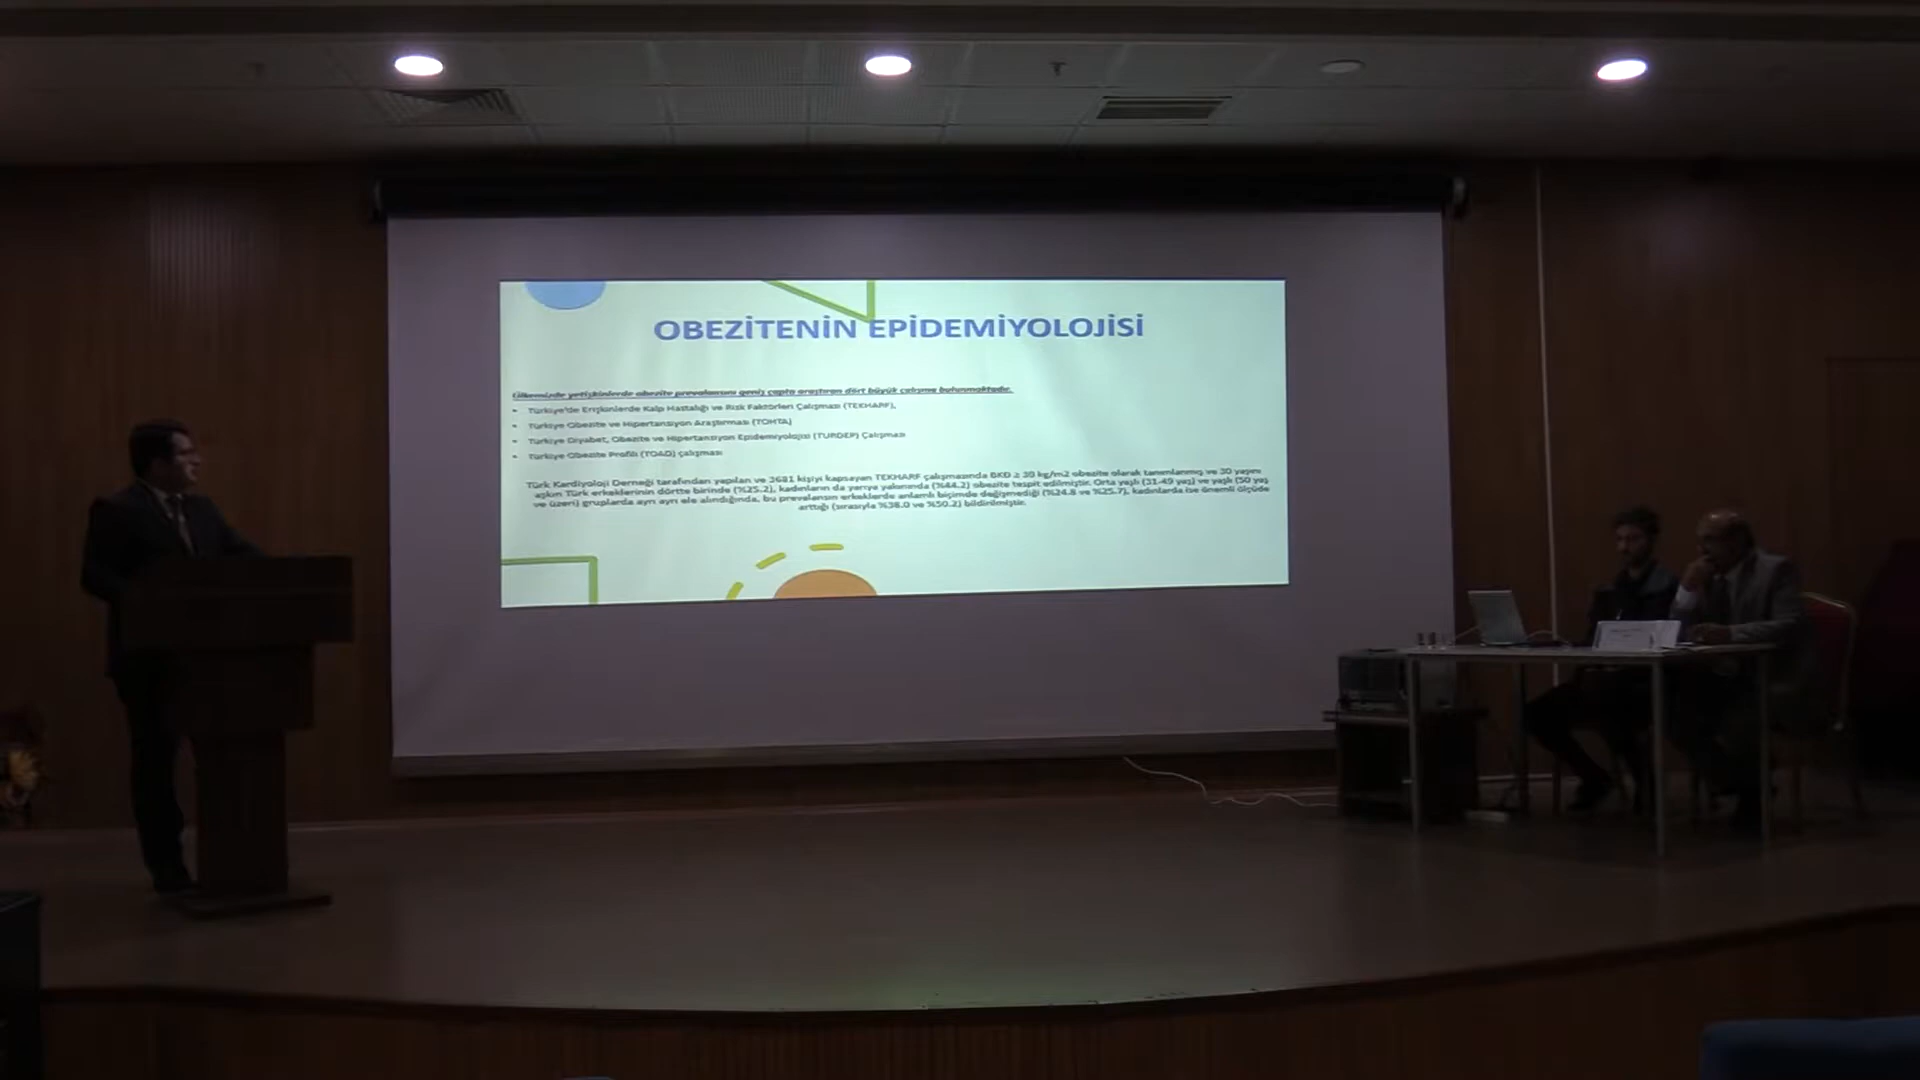 OBEZİTENİN EPİDEMİYOLOJİSİ
Ülkemizde yetişkinlerde obezite prevalansını geniş çapta araştıran dört büyük çalışma bulunmaktadır.
• Türkiye'de Erişkinlerde Kalp Hastalığı ve Risk Faktörleri Çalışması (TEKHARF),
• Türkiye Obezite ve Hipertansiyon Araştırması (TOHTA)
• Türkiye Diyabet, Obezite ve Hipertansiyon Epidemiyolojisi (TURDEP) Çalışması
• Türkiye Obezite Profili (TOAD) çalışması
Türk Kardiyoloji Derneği tarafından yapılan ve 3681 kişiyi kapsayan TEKHARF çalışmasında BKD ≥ 30 kg/m2 obezite olarak tanımlanmış ve 30 yaşını
aşkın Türk erkeklerinin dörtte birinde (%25.2), kadınların da yarıya yakınında (%44.2) obezite tespit edilmiştir. Orta yaşlı (31-49 yaş) ve yaşlı (50 yaş
ve üzeri) gruplarda ayrı ayrı ele alındığında, bu prevalansın erkeklerde anlamlı biçimde değişmediği (%24.8 ve %25.7), kadınlarda ise önemli ölçüde
arttığı (sırasıyla %38.0 ve %50.2) bildirilmiştir.